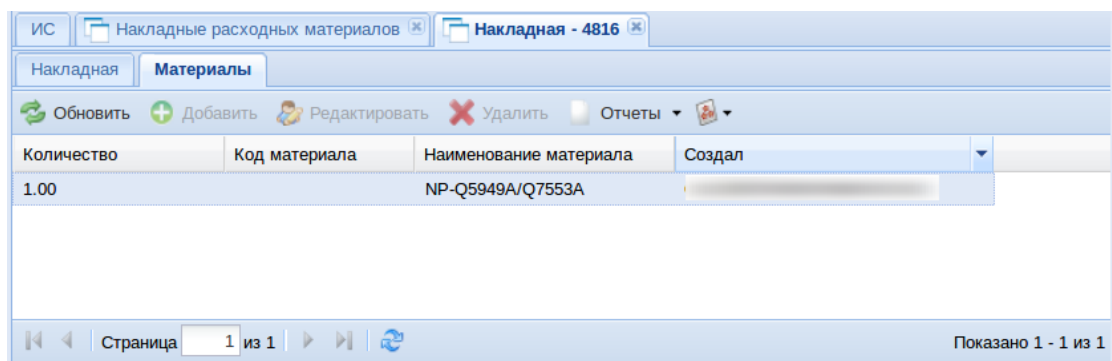 ИС Накладные расходных материалов Накладная - 4816
Накладная Материалы
Обновить Добавить Редактировать Удалить Отчеты
Количество Код материала Наименование материала Создал
1.00 NP-Q5949A/Q7553A
Страница 1 из 1 Показано 1 - 1 из 1